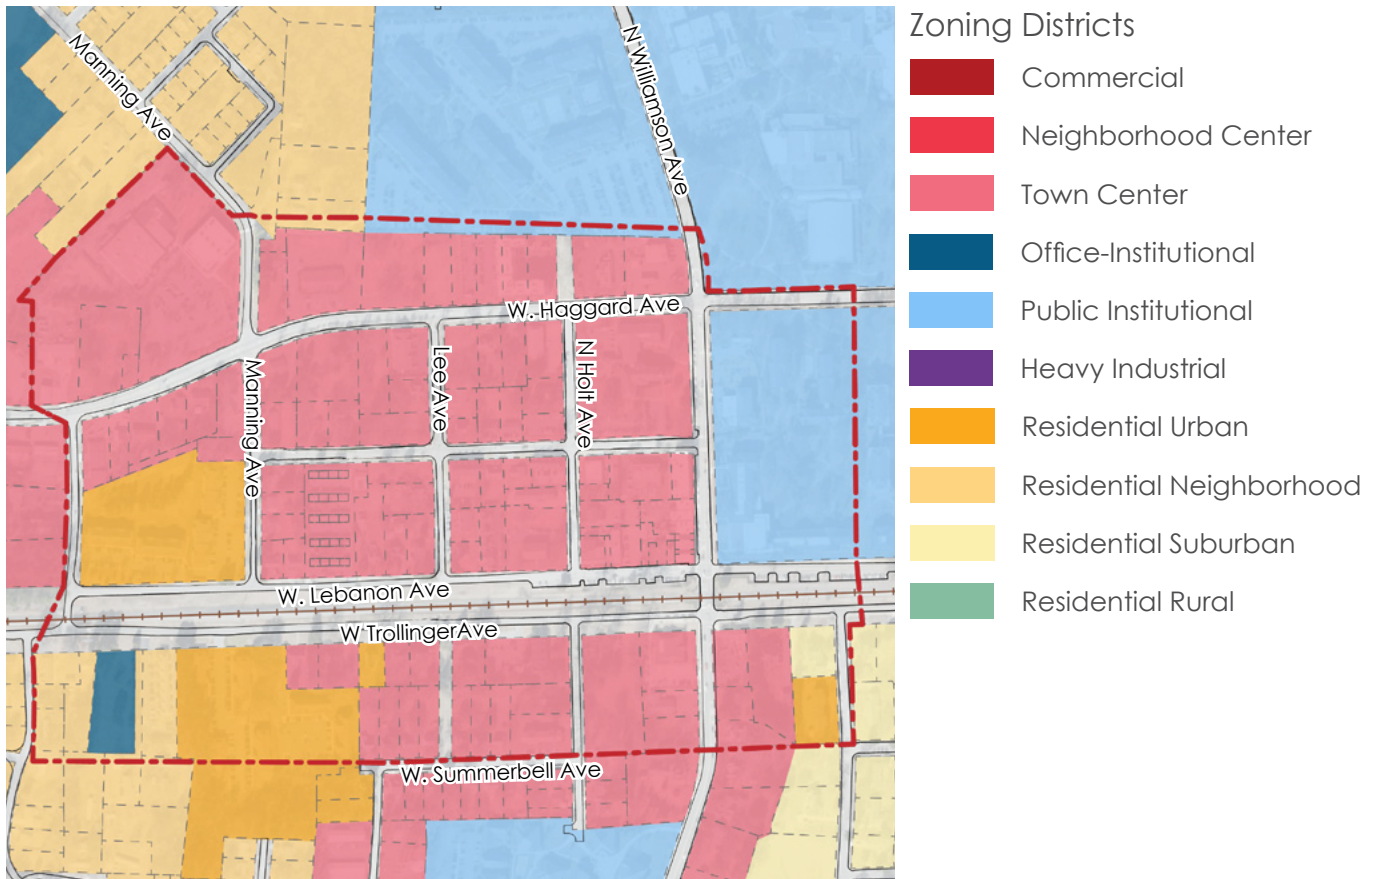 Manning Ave
N Williamson Ave
W. Haggard Ave
Manning Ave
Lee Ave
N Holt Ave
W. Lebanon Ave
W TrollingerAve
W. Summerbell Ave
Zoning Districts
Commercial
Neighborhood Center
Town Center
Office-Institutional
Public Institutional
Heavy Industrial
Residential Urban
Residential Neighborhood
Residential Suburban
Residential Rural